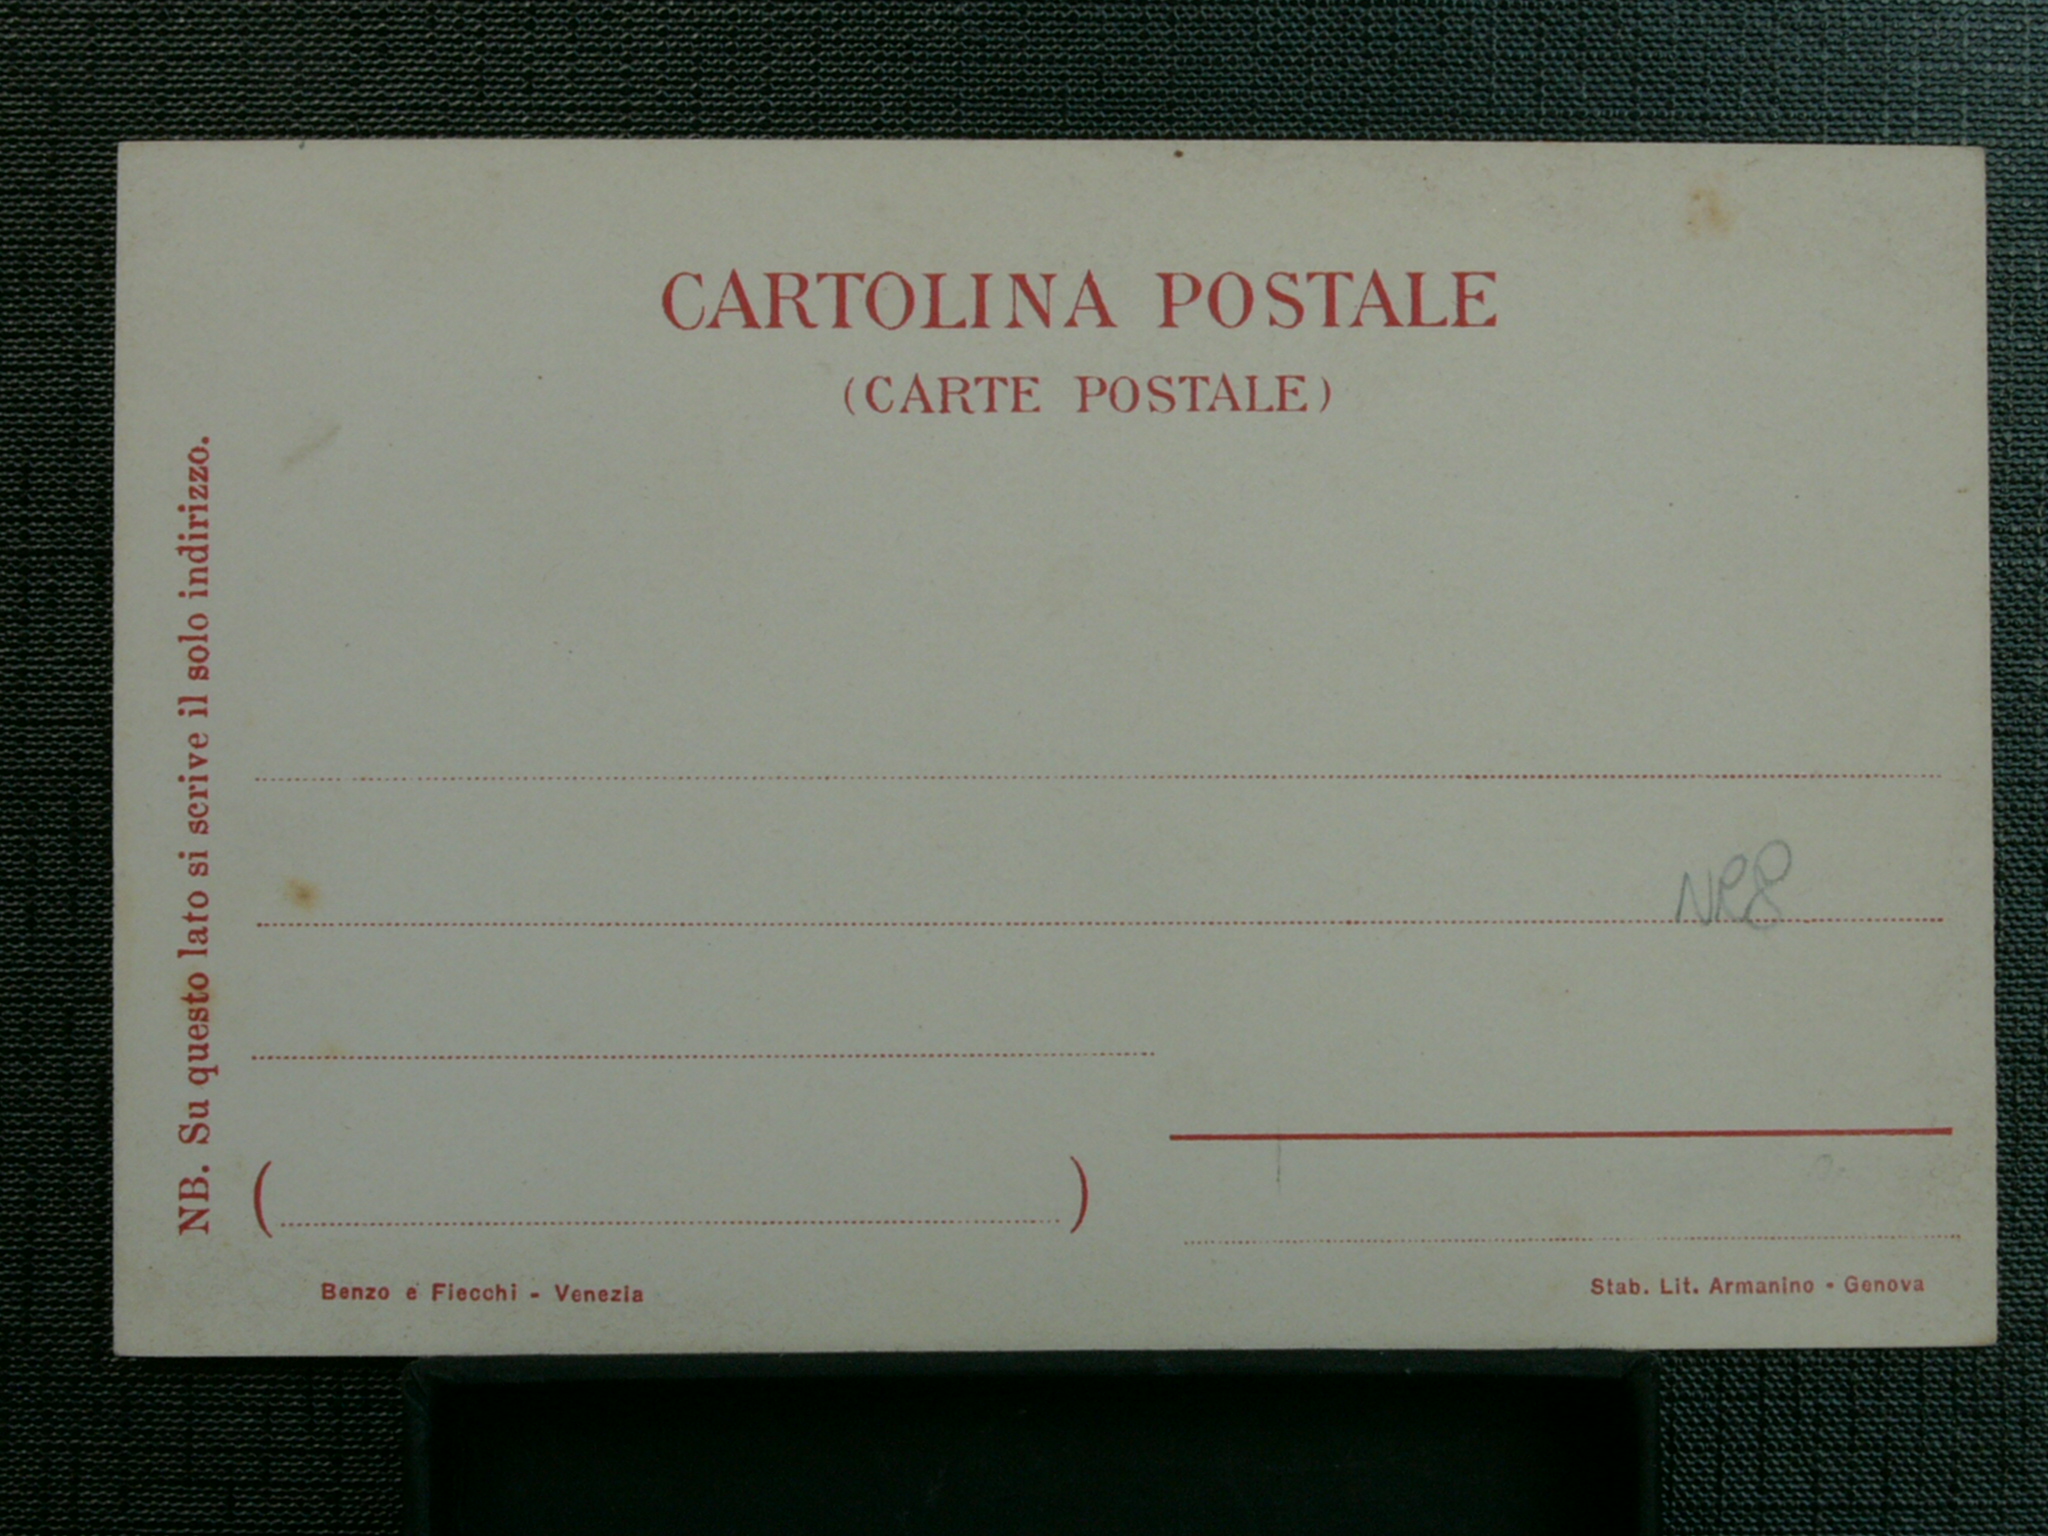 CARTOLINA POSTALE
(CARTE POSTALE)
NB. Su questo lato si scrive il solo indirizzo.
NR8
( )
Benzo e Fiecchi - Venezia
Stab. Lit. Armanino - Genova